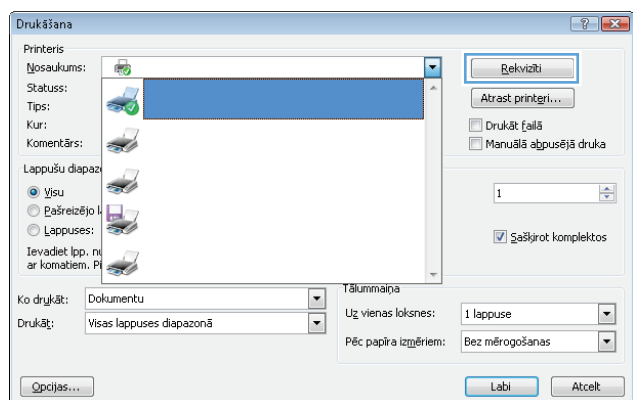 Drukāšana
Printeris
Nosaukums:
Rekvizīti
Statuss:
Atrast printeri...
Tips:
Kur:
Drukāt failā
Komentārs:
Manuālā abpusējā druka
Lappušu diapaz
Visu
1
Pašreizējo l
Lappuses:
Sašķirot komplektos
Ievadiet lpp. nu
ar komatiem. Pi
Tālummaiņa
Ko drukāt: Dokumentu
Uz vienas loksnes: 1 lappuse
Drukāt: Visas lappuses diapazonā
Pēc papīra izmēriem: Bez mērogošanas
Opcijas...
Labi
Atcelt